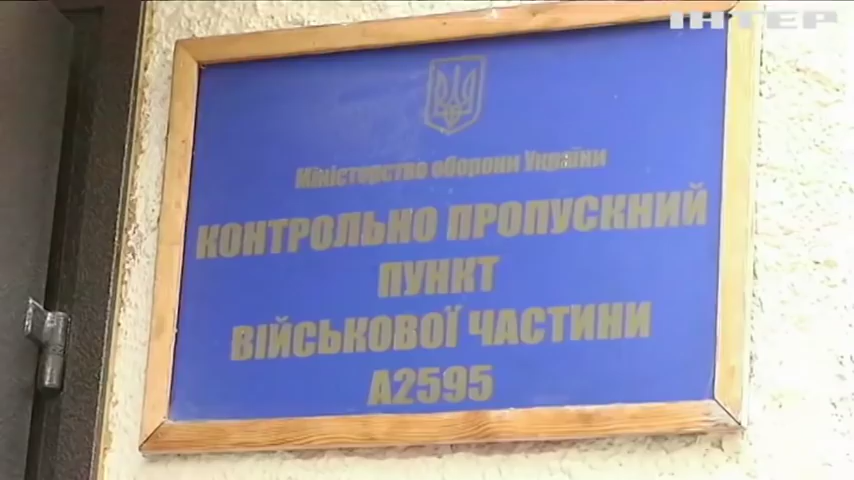 ІНТЕР
Міністерство оборони України
КОНТРОЛЬНО ПРОПУСКНИЙ
ПУНКТ
ВІЙСЬКОВОЇ ЧАСТИНИ
А2595